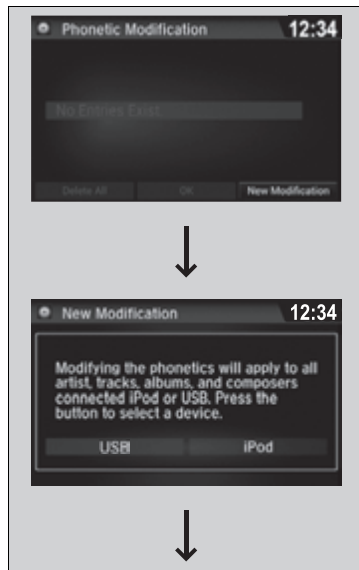 Phonetic Modification 12:34
No Entries Exist
Delete All OK New Modification
New Modification 12:34
Modifying the phonetics will apply to all
artist, tracks, albums, and composers
connected iPod or USB. Press the
button to select a device.
USB iPod